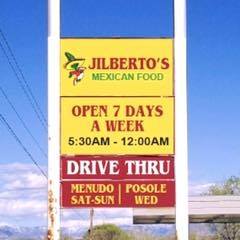 JILBERTO'S
MEXICAN FOOD
OPEN 7 DAYS
A WEEK
5:30AM - 12:00AM
DRIVE THRU
MENUDO POSOLE
SAT-SUN WED